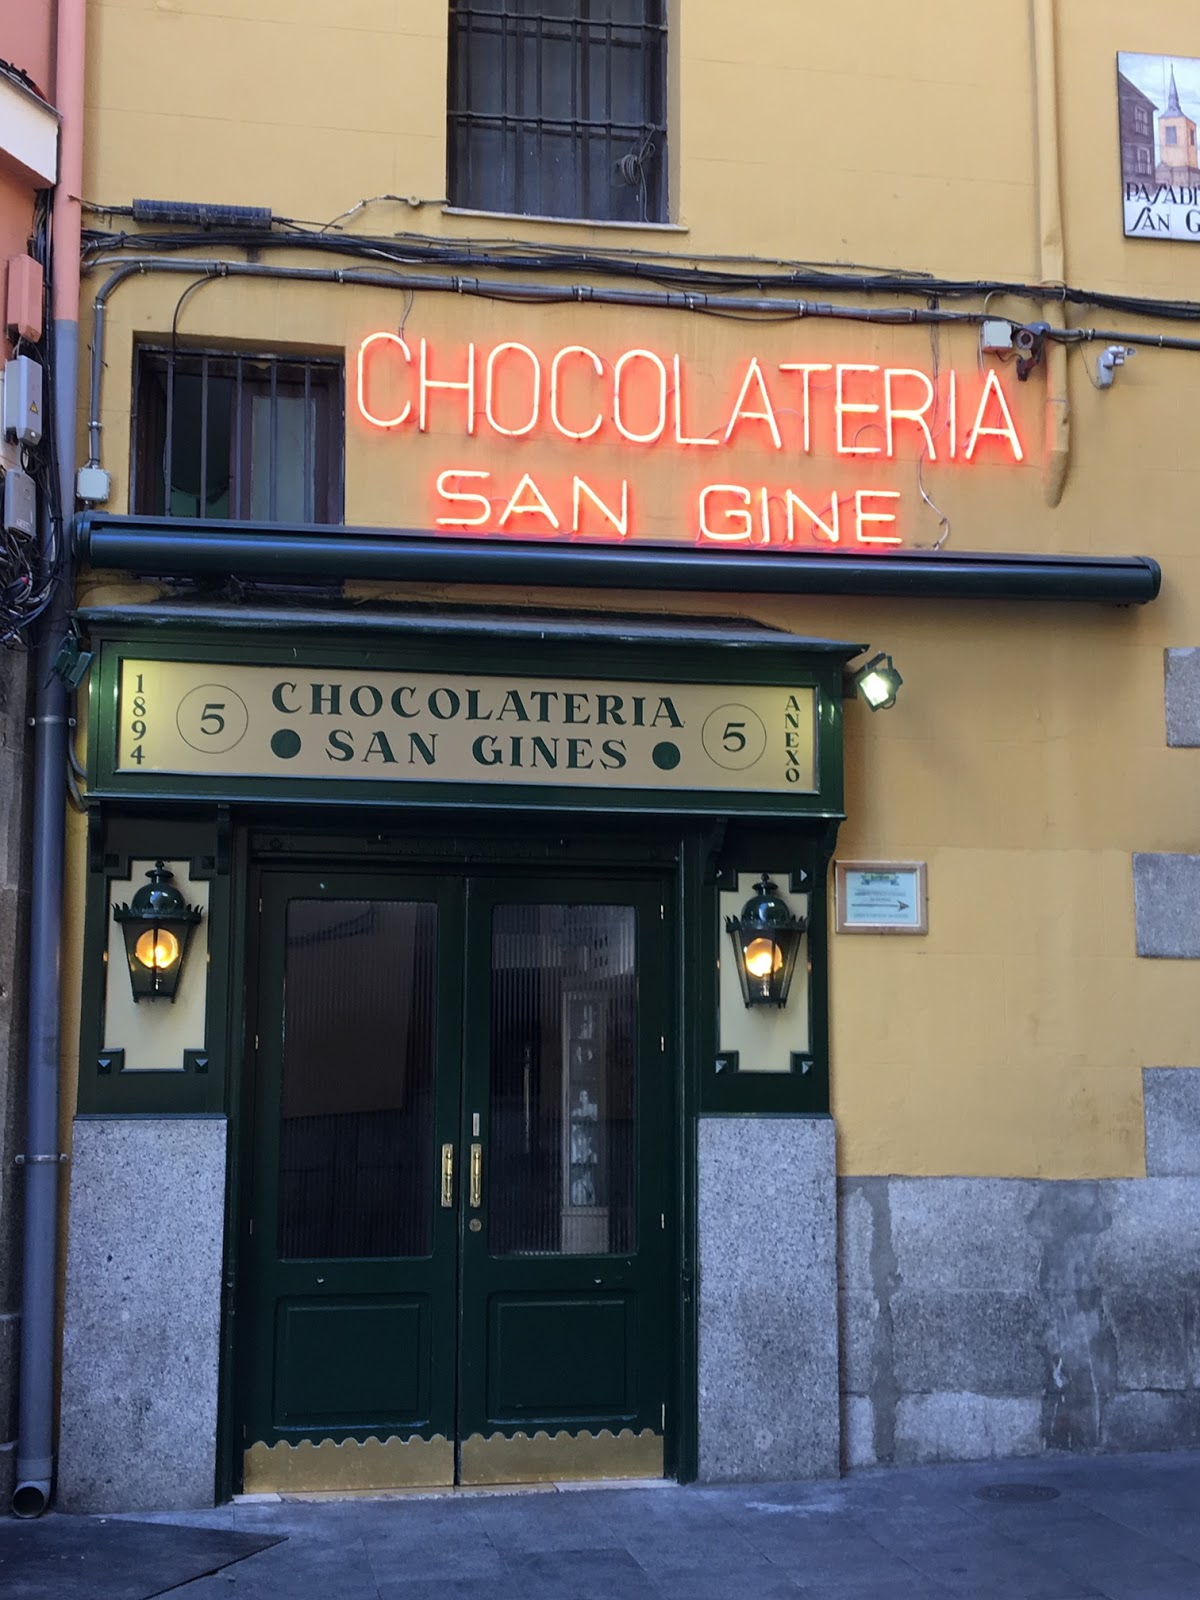 PASADI
SAN G
CHOCOLATERIA
SAN GINE
1894
5
CHOCOLATERIA
SAN GINES
5
ANEXO